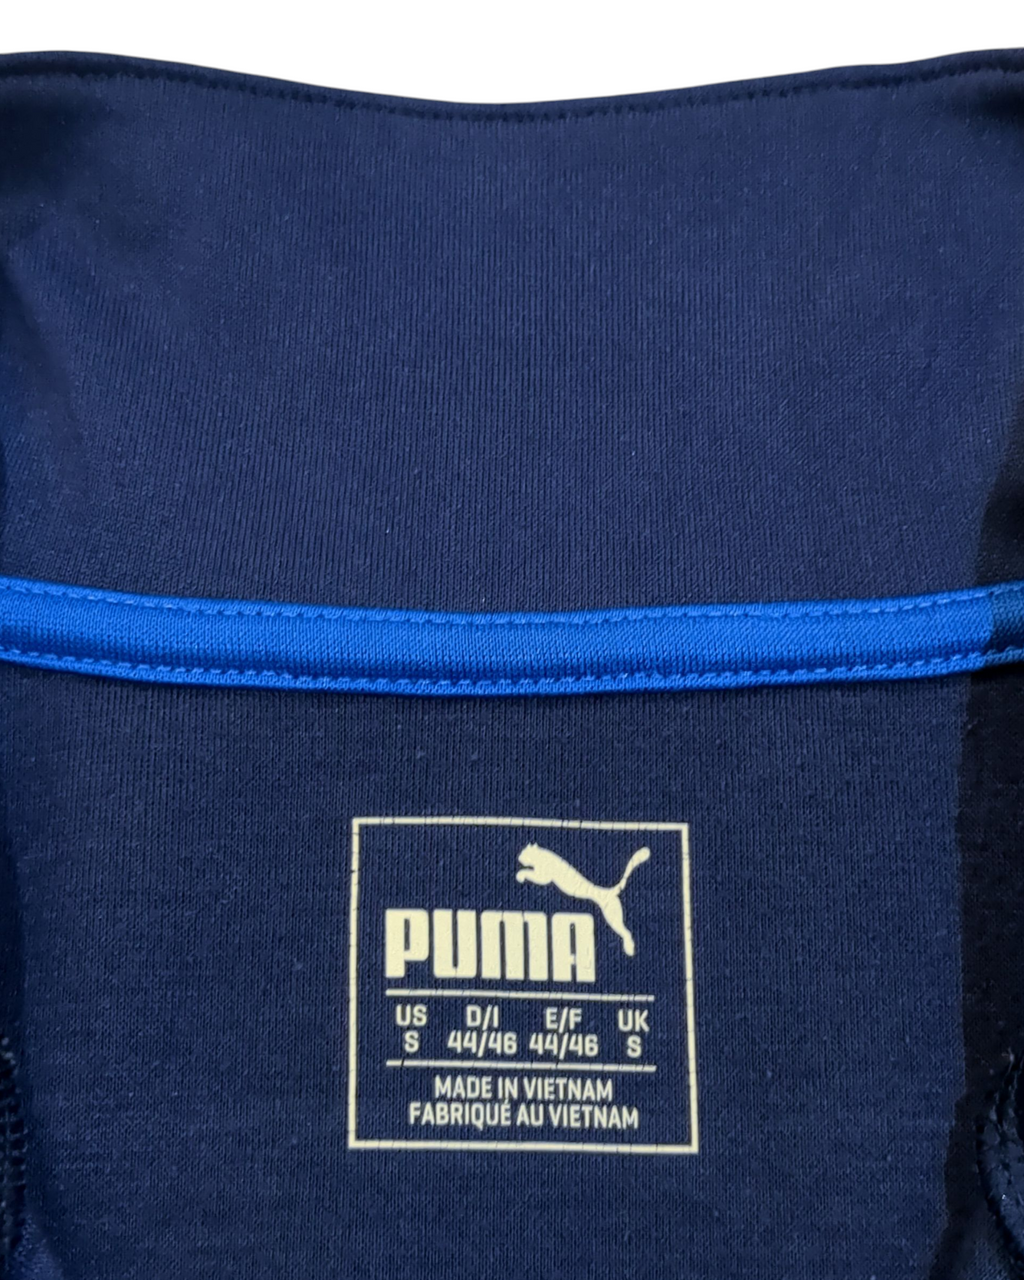 PUMA
US D/I E/F UK
S 44/46 44/46 S
MADE IN VIETNAM
FABRIQUÉ AU VIETNAM